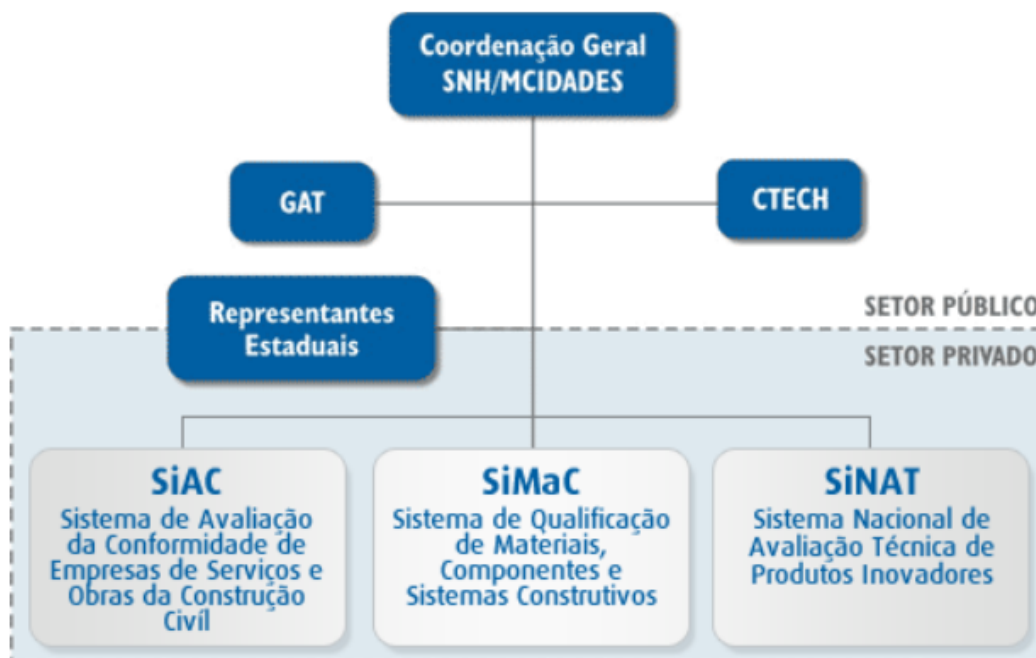 Coordenação Geral
SNH/MCIDADES
GAT
CTECH
Representantes
Estaduais
SETOR PÚBLICO
SETOR PRIVADO
SiAC
Sistema de Avaliação
da Conformidade de
Empresas de Serviços e
Obras da Construção
Civíl
SiMaC
Sistema de Qualificação
de Materiais,
Componentes e
Sistemas Construtivos
SiNAT
Sistema Nacional de
Avaliação Técnica de
Produtos Inovadores